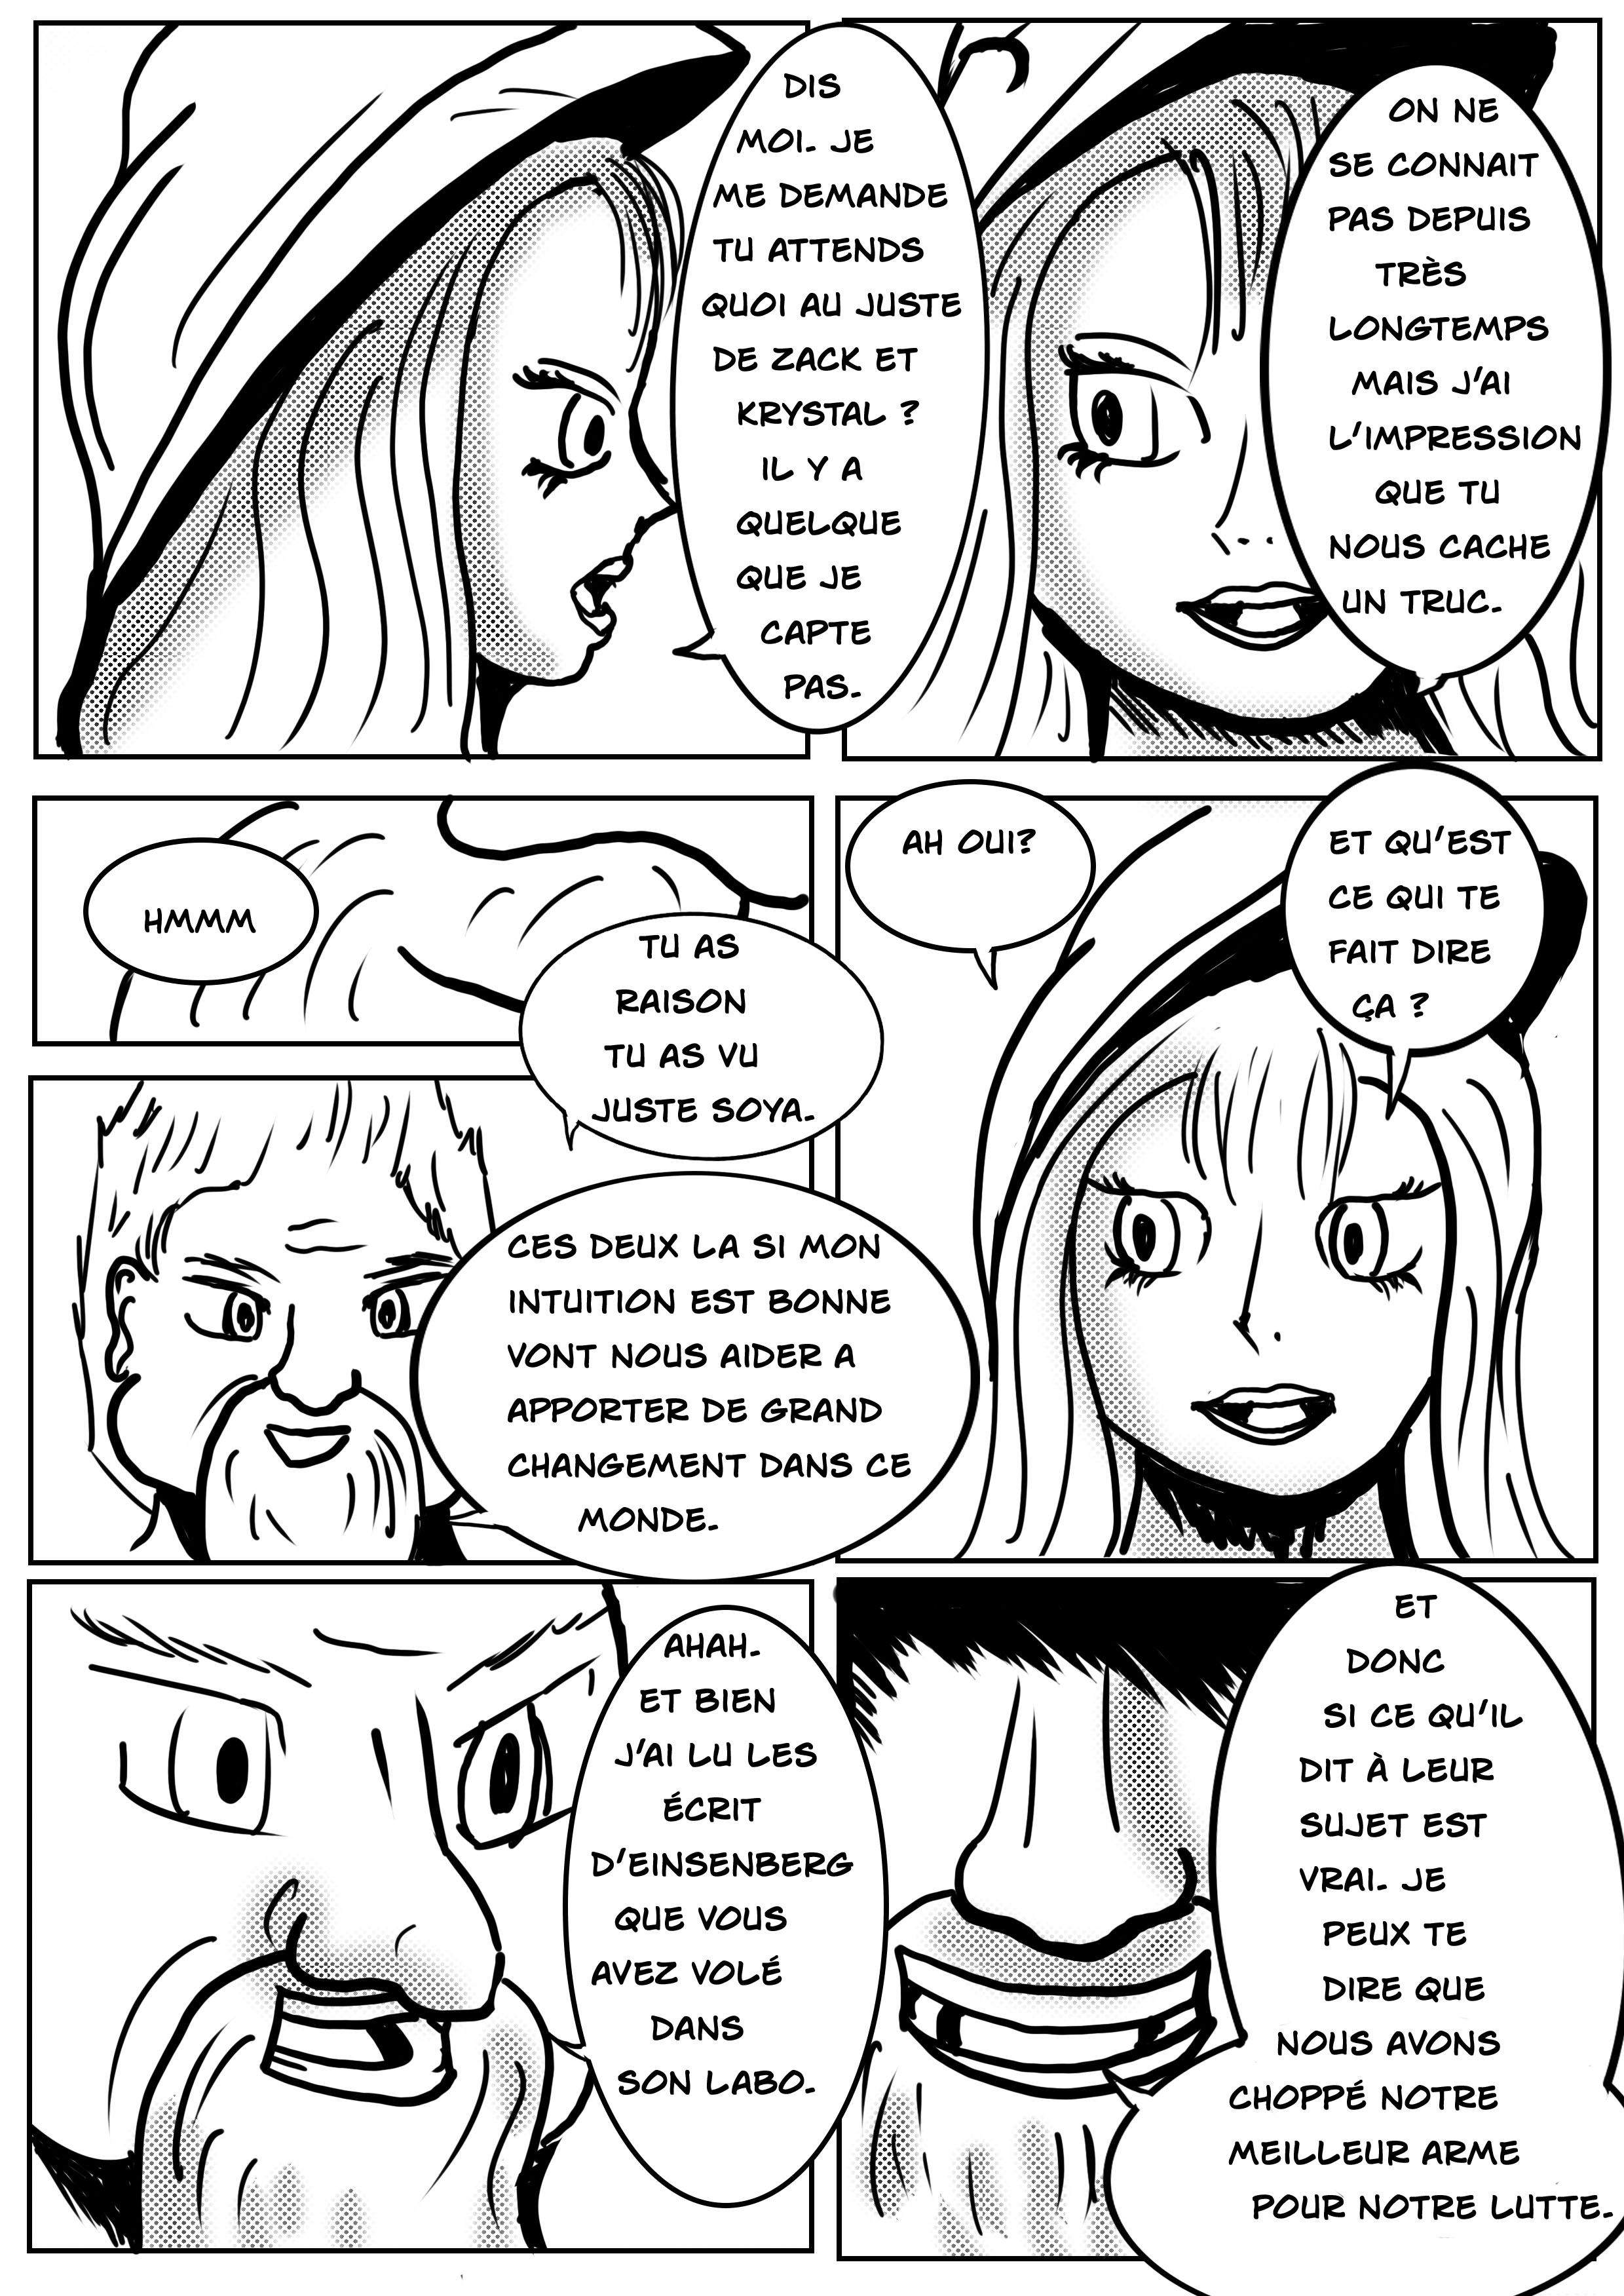 DIS
MOI. JE
ME DEMANDE
TU ATTENDS
QUOI AU JUSTE
DE ZACK ET
KRYSTAL ?
IL Y A
QUELQUE
QUE JE
CAPTE
PAS.
ON NE
SE CONNAIT
PAS DEPUIS
TRÈS
LONGTEMPS
MAIS J'AI
L'IMPRESSION
QUE TU
NOUS CACHE
UN TRUC.
HMMM
TU AS
RAISON
TU AS VU
JUSTE SOYA.
CES DEUX LA SI MON
INTUITION EST BONNE
VONT NOUS AIDER A
APPORTER DE GRAND
CHANGEMENT DANS CE
MONDE.
AH OUI?
ET QU'EST
CE QUI TE
FAIT DIRE
ÇA ?
AHAH.
ET BIEN
J'AI LU LES
ÉCRIT
D'EINSENBERG
QUE VOUS
AVEZ VOLÉ
DANS
SON LABO.
ET
DONC
SI CE QU'IL
DIT À LEUR
SUJET EST
VRAI. JE
PEUX TE
DIRE QUE
NOUS AVONS
CHOPPÉ NOTRE
MEILLEUR ARME
POUR NOTRE LUTTE.